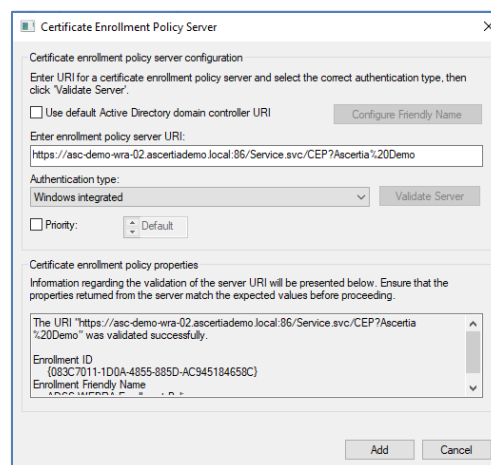 Certificate Enrollment Policy Server
Certificate enrollment policy server configuration
Enter URI for a certificate enrollment policy server and select the correct authentication type, then
click 'Validate Server'.
Use default Active Directory domain controller URI
Configure Friendly Name
Enter enrollment policy server URI:
https://asc-demo-wra-02.ascertiademo.local:86/Service.svc/CEP?Ascertia%20Demo
Authentication type:
Windows integrated
Validate Server
Priority:
Default
Certificate enrollment policy properties
Information regarding the validation of the server URI will be presented below. Ensure that the
properties returned from the server match the expected values before proceeding.
The URI "https://asc-demo-wra-02.ascertiademo.local:86/Service.svc/CEP?Ascertia
%20Demo" was validated successfully.
Enrollment ID
{083C7011-1D0A-4855-885D-AC945184658C}
Enrollment Friendly Name
Add
Cancel